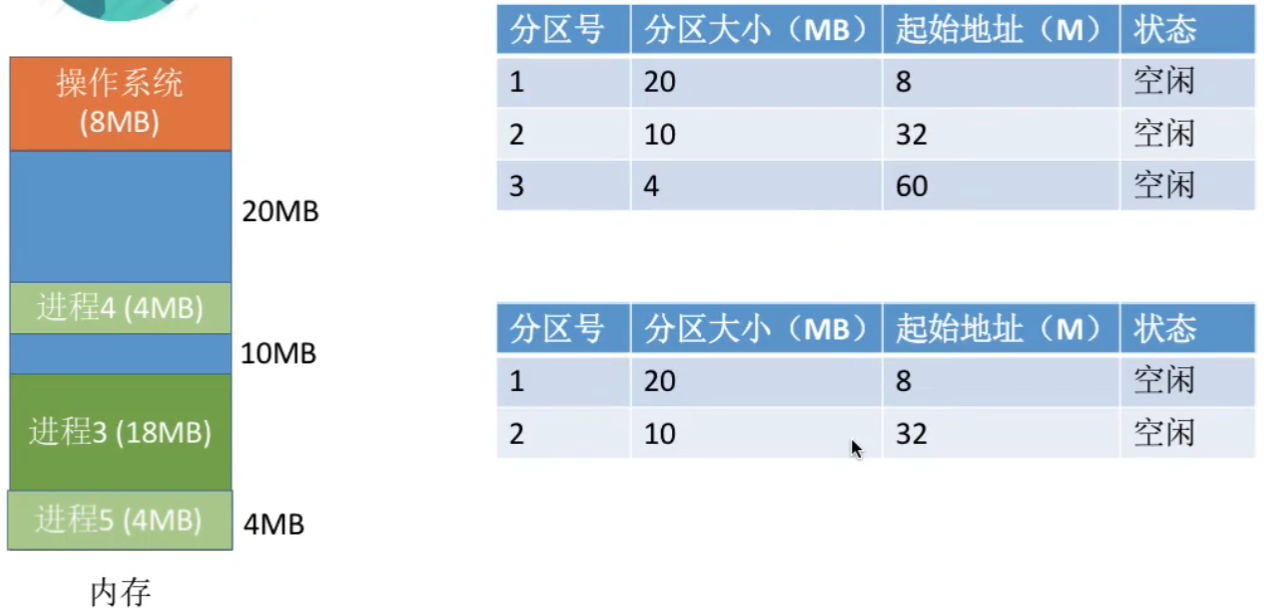 操作系统
(8MB)
20MB
进程4 (4MB)
10MB
进程3 (18MB)
进程5 (4MB)
4MB
内存
分区号 分区大小（MB） 起始地址（M） 状态
1 20 8 空闲
2 10 32 空闲
3 4 60 空闲
分区号 分区大小（MB） 起始地址（M） 状态
1 20 8 空闲
2 10 32 空闲